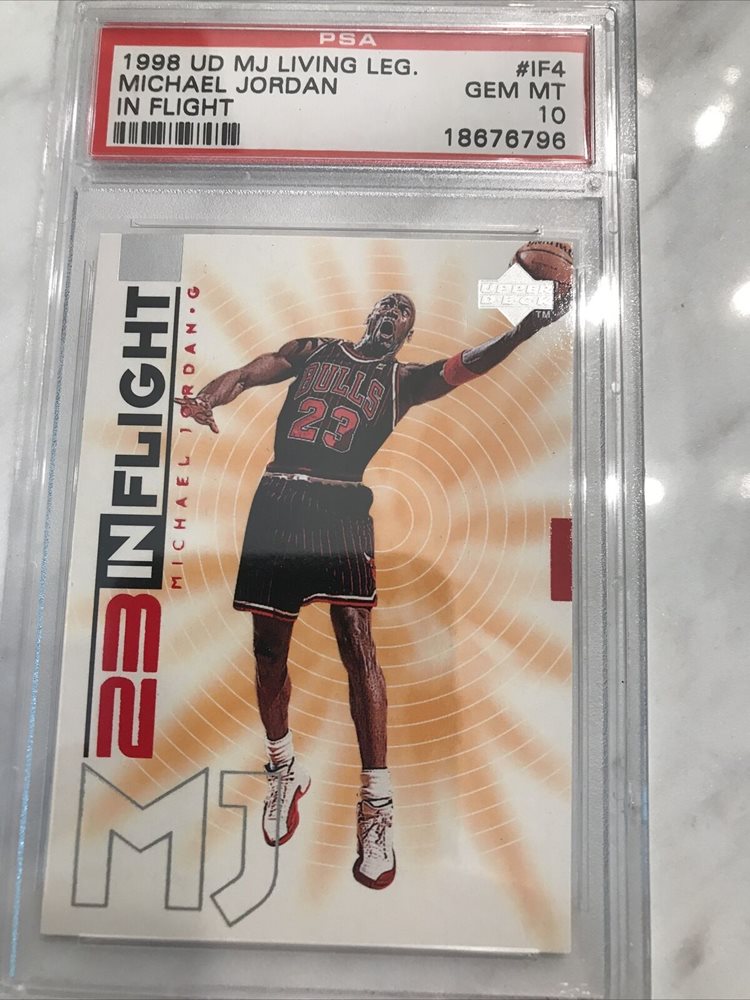 PSA
1998 UD MJ LIVING LEG. #IF4
MICHAEL JORDAN GEM MT
IN FLIGHT 10
18676796
UPPER
DECK
TM
23 IN FLIGHT
MICHAEL JORDAN•G
BULLS
23
MJ